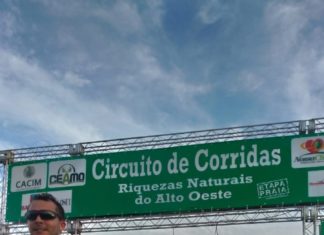 CACIM
CEAMO
Circuito de Corridas
Riquezas Naturais
do Alto Oeste
ETAPA
PRAIA